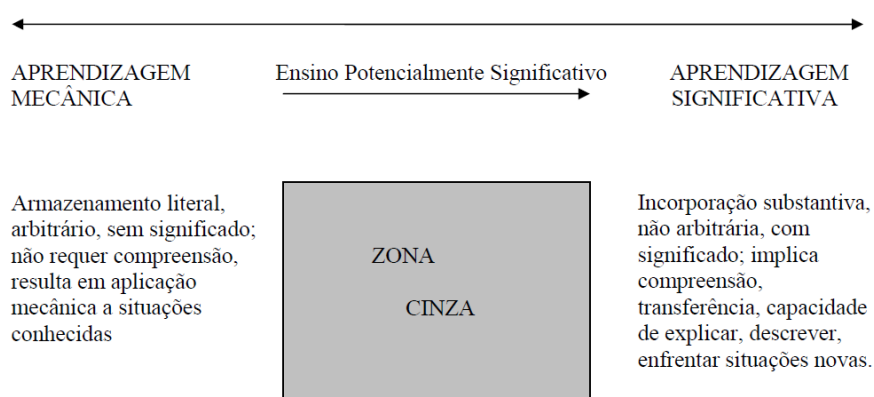 APRENDIZAGEM
MECÂNICA
Ensino Potencialmente Significativo
APRENDIZAGEM
SIGNIFICATIVA
Armazenamento literal,
arbitrário, sem significado;
não requer compreensão,
resulta em aplicação
mecânica a situações
conhecidas
ZONA
CINZA
Incorporação substantiva,
não arbitrária, com
significado; implica
compreensão,
transferência, capacidade
de explicar, descrever,
enfrentar situações novas.